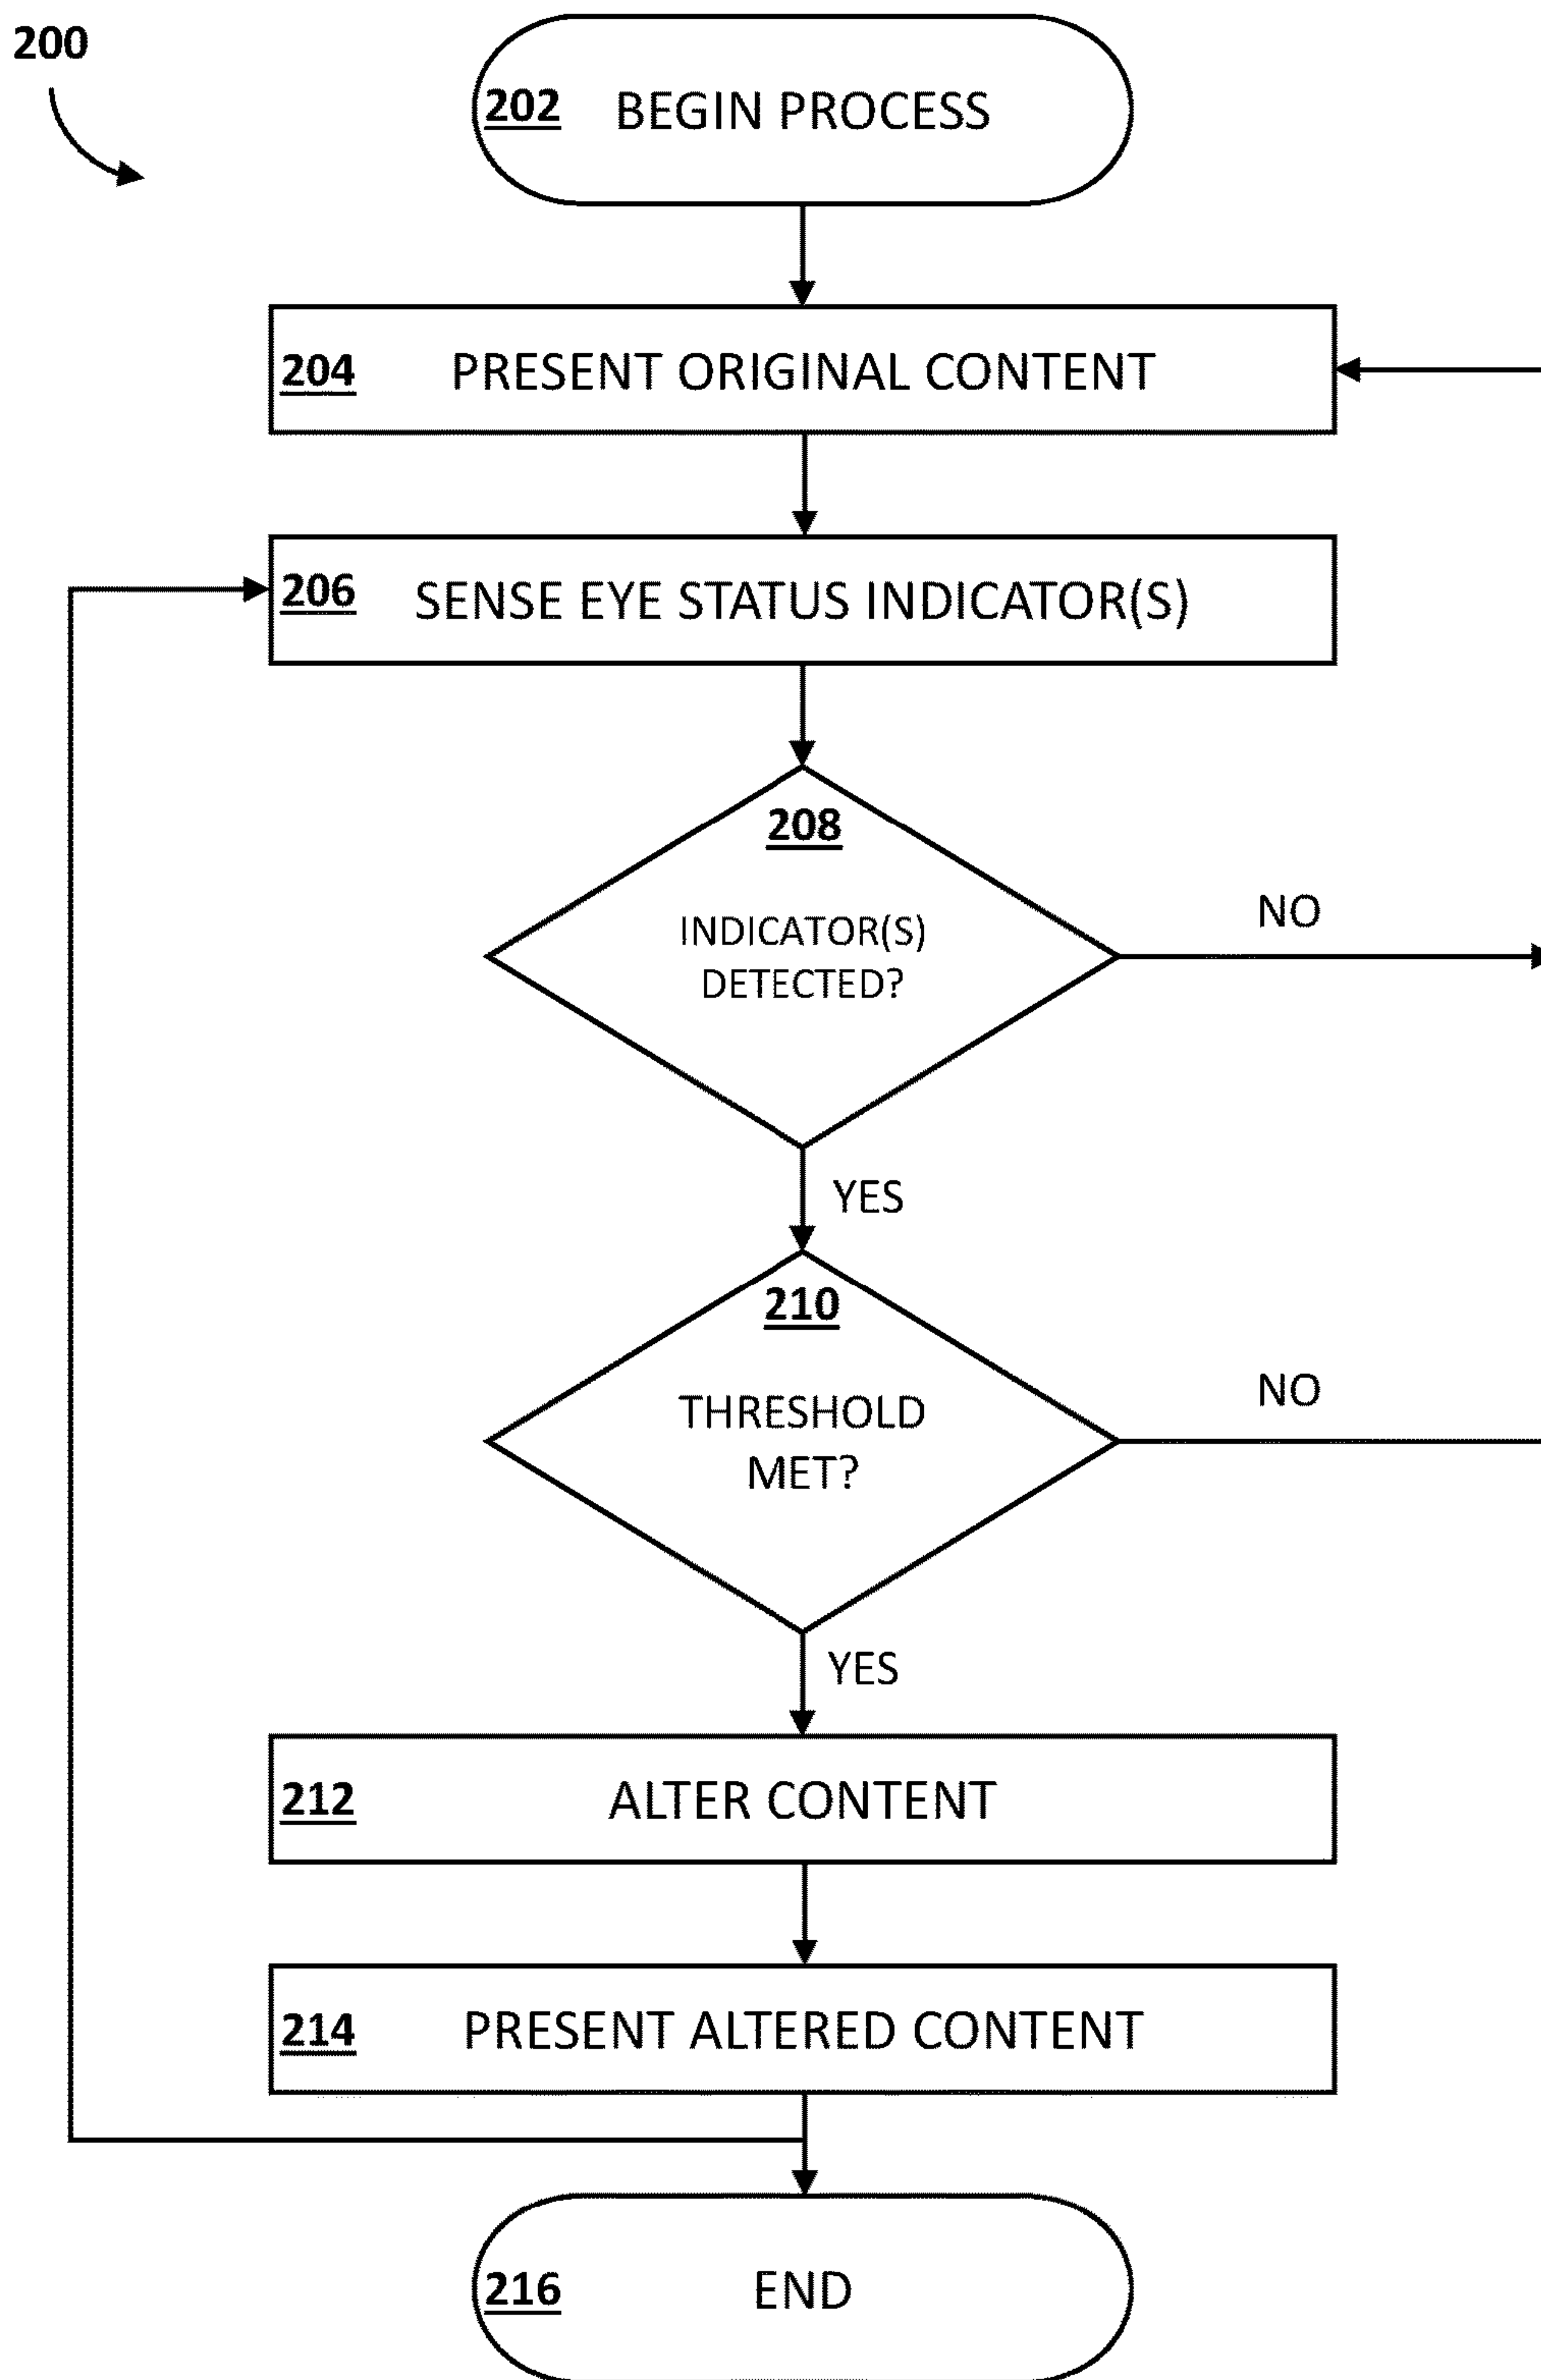 200
202 BEGIN PROCESS
204 PRESENT ORIGINAL CONTENT
206 SENSE EYE STATUS INDICATOR(S)
208
INDICATOR(S)
DETECTED?
NO
YES
210
THRESHOLD
MET?
NO
YES
212 ALTER CONTENT
214 PRESENT ALTERED CONTENT
216 END